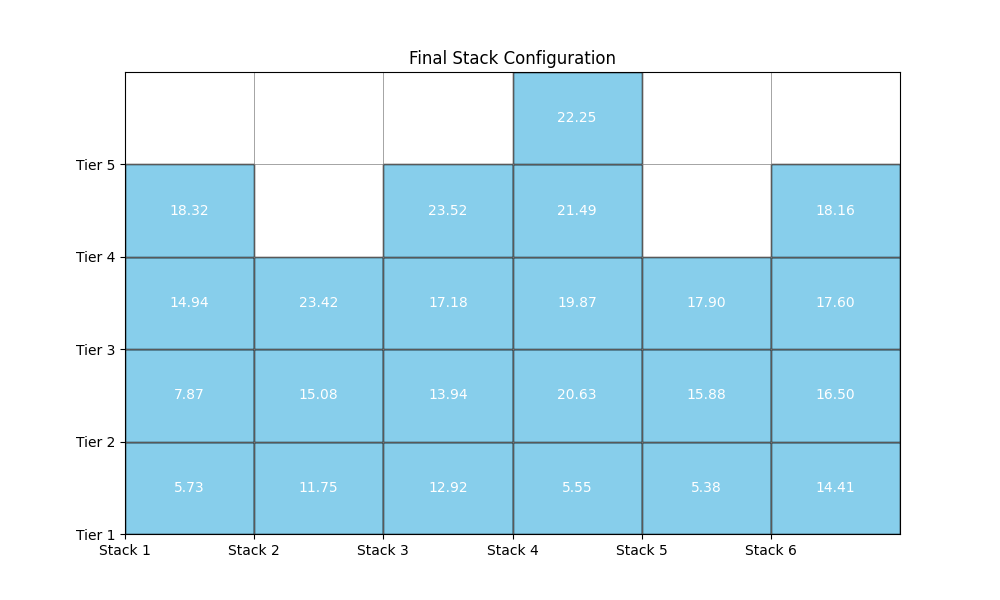 Final Stack Configuration
22.25
Tier 5
18.32 23.52 21.49 18.16
Tier 4
14.94 23.42 17.18 19.87 17.90 17.60
Tier 3
7.87 15.08 13.94 20.63 15.88 16.50
Tier 2
5.73 11.75 12.92 5.55 5.38 14.41
Tier 1
Stack 1 Stack 2 Stack 3 Stack 4 Stack 5 Stack 6